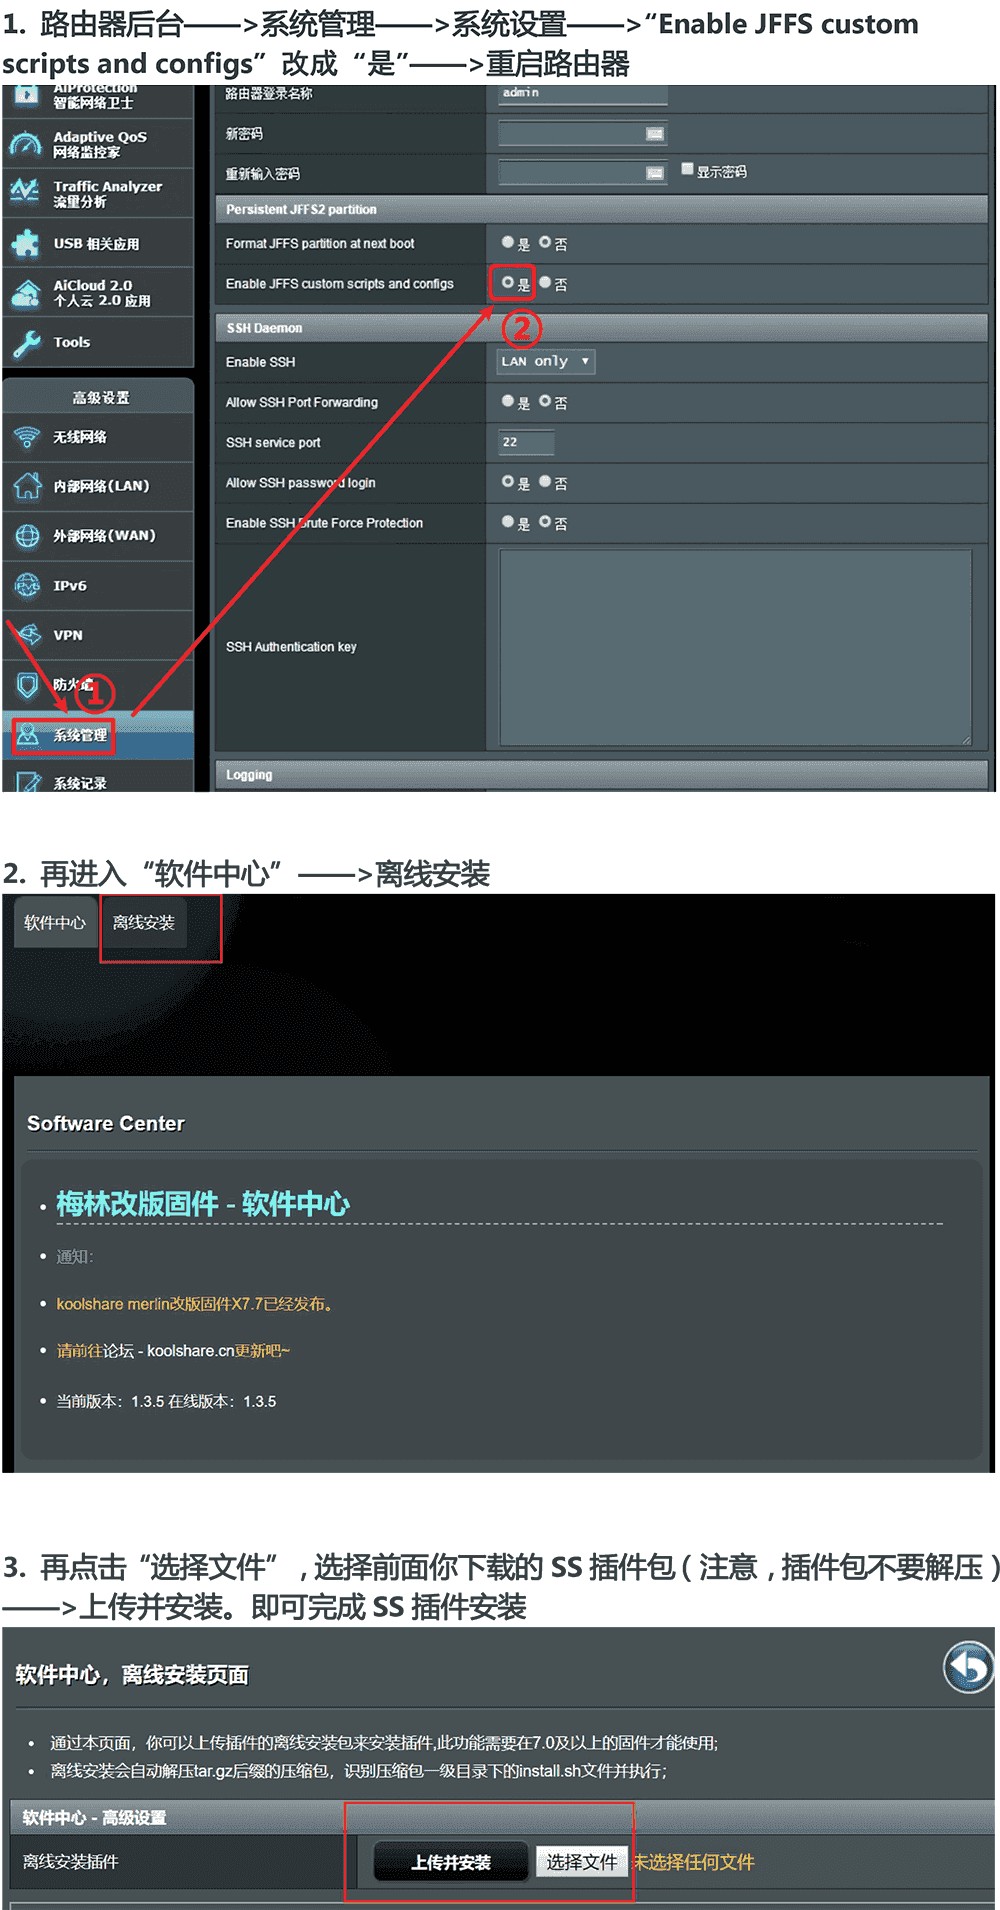 1. 路由器后台——>系统管理——>系统设置——>“Enable JFFS custom
scripts and configs” 改成 “是”——>重启路由器
AiProtection
智能网络卫士
Adaptive QoS
网络监控家
Traffic Analyzer
流量分析
USB 相关应用
AiCloud 2.0
个人云 2.0 应用
Tools
高级设置
无线网络
内部网络(LAN)
外部网络(WAN)
IPv6
VPN
防火墙
①
系统管理
系统记录
路由器登录名称 admin
新密码
重新输入密码 显示密码
Persistent JFFS2 partition
Format JFFS partition at next boot 是 否
Enable JFFS custom scripts and configs 是 否
②
SSH Daemon
Enable SSH LAN only
Allow SSH Port Forwarding 是 否
SSH service port 22
Allow SSH password login 是 否
Enable SSH Brute Force Protection 是 否
SSH Authentication key
Logging
2. 再进入“软件中心” ——>离线安装
软件中心 离线安装
Software Center
梅林改版固件 - 软件中心
通知:
koolshare merlin改版固件X7.7已经发布。
请前往论坛 - koolshare.cn更新吧~
当前版本：1.3.5 在线版本：1.3.5
3. 再点击“选择文件”，选择前面你下载的 SS 插件包（注意，插件包不要解压）
——>上传并安装。即可完成 SS 插件安装
软件中心，离线安装页面
通过本页面，你可以上传插件的离线安装包来安装插件,此功能需要在7.0及以上的固件才能使用;
离线安装会自动解压tar.gz后缀的压缩包，识别压缩包一级目录下的install.sh文件并执行；
软件中心 - 高级设置
离线安装插件 上传并安装 选择文件 未选择任何文件